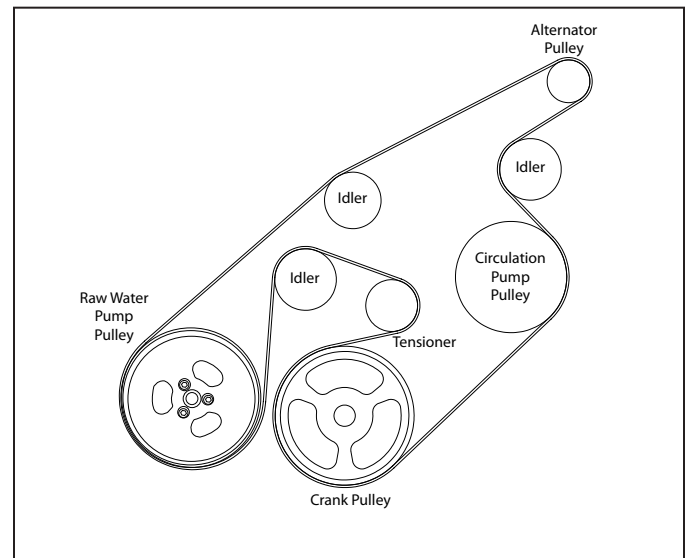 Alternator
Pulley
Idler
Idler
Circulation
Pump
Pulley
Idler
Raw Water
Pump
Pulley
Tensioner
Crank Pulley